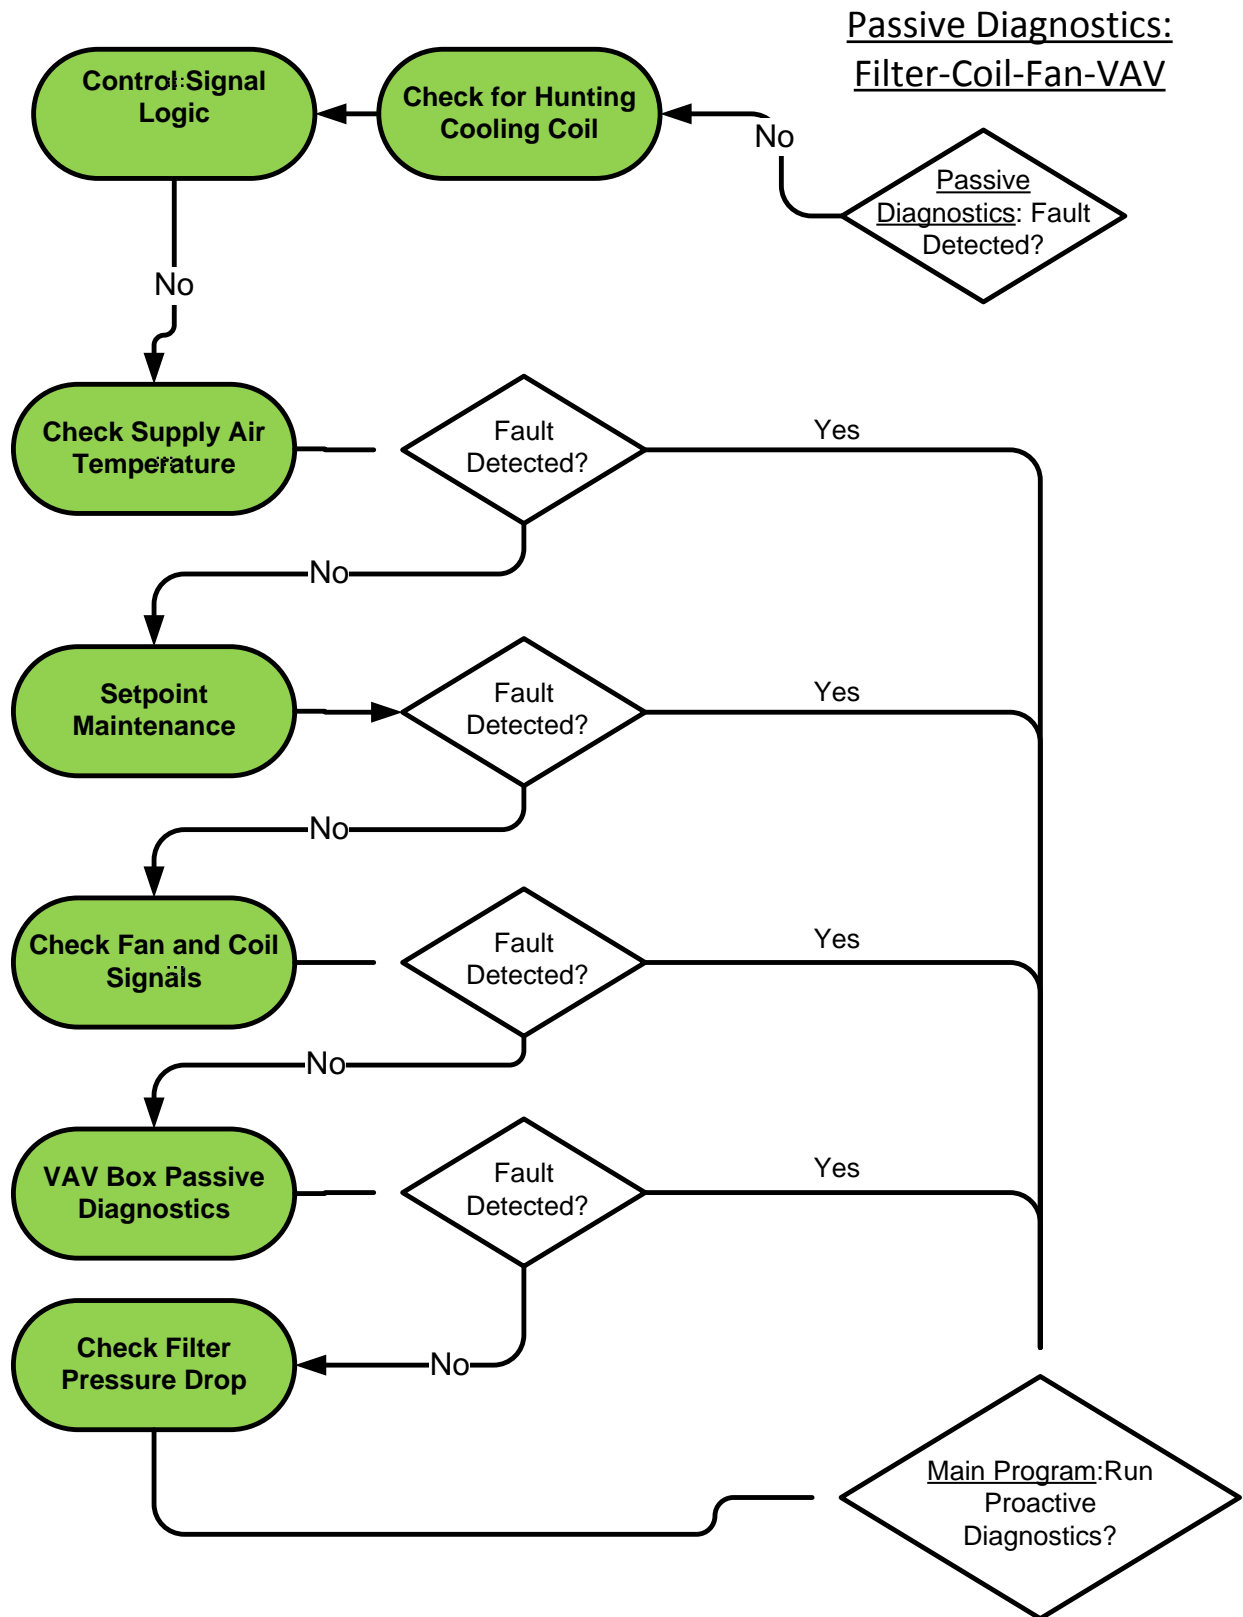 Passive Diagnostics:
Filter-Coil-Fan-VAV
Control Signal
Logic
Check for Hunting
Cooling Coil
No
Passive
Diagnostics: Fault
Detected?
No
Check Supply Air
Temperature
Fault
Detected?
Yes
No
Setpoint
Maintenance
Fault
Detected?
Yes
No
Check Fan and Coil
Signals
Fault
Detected?
Yes
No
VAV Box Passive
Diagnostics
Fault
Detected?
Yes
Check Filter
Pressure Drop
No
Main Program:Run
Proactive
Diagnostics?